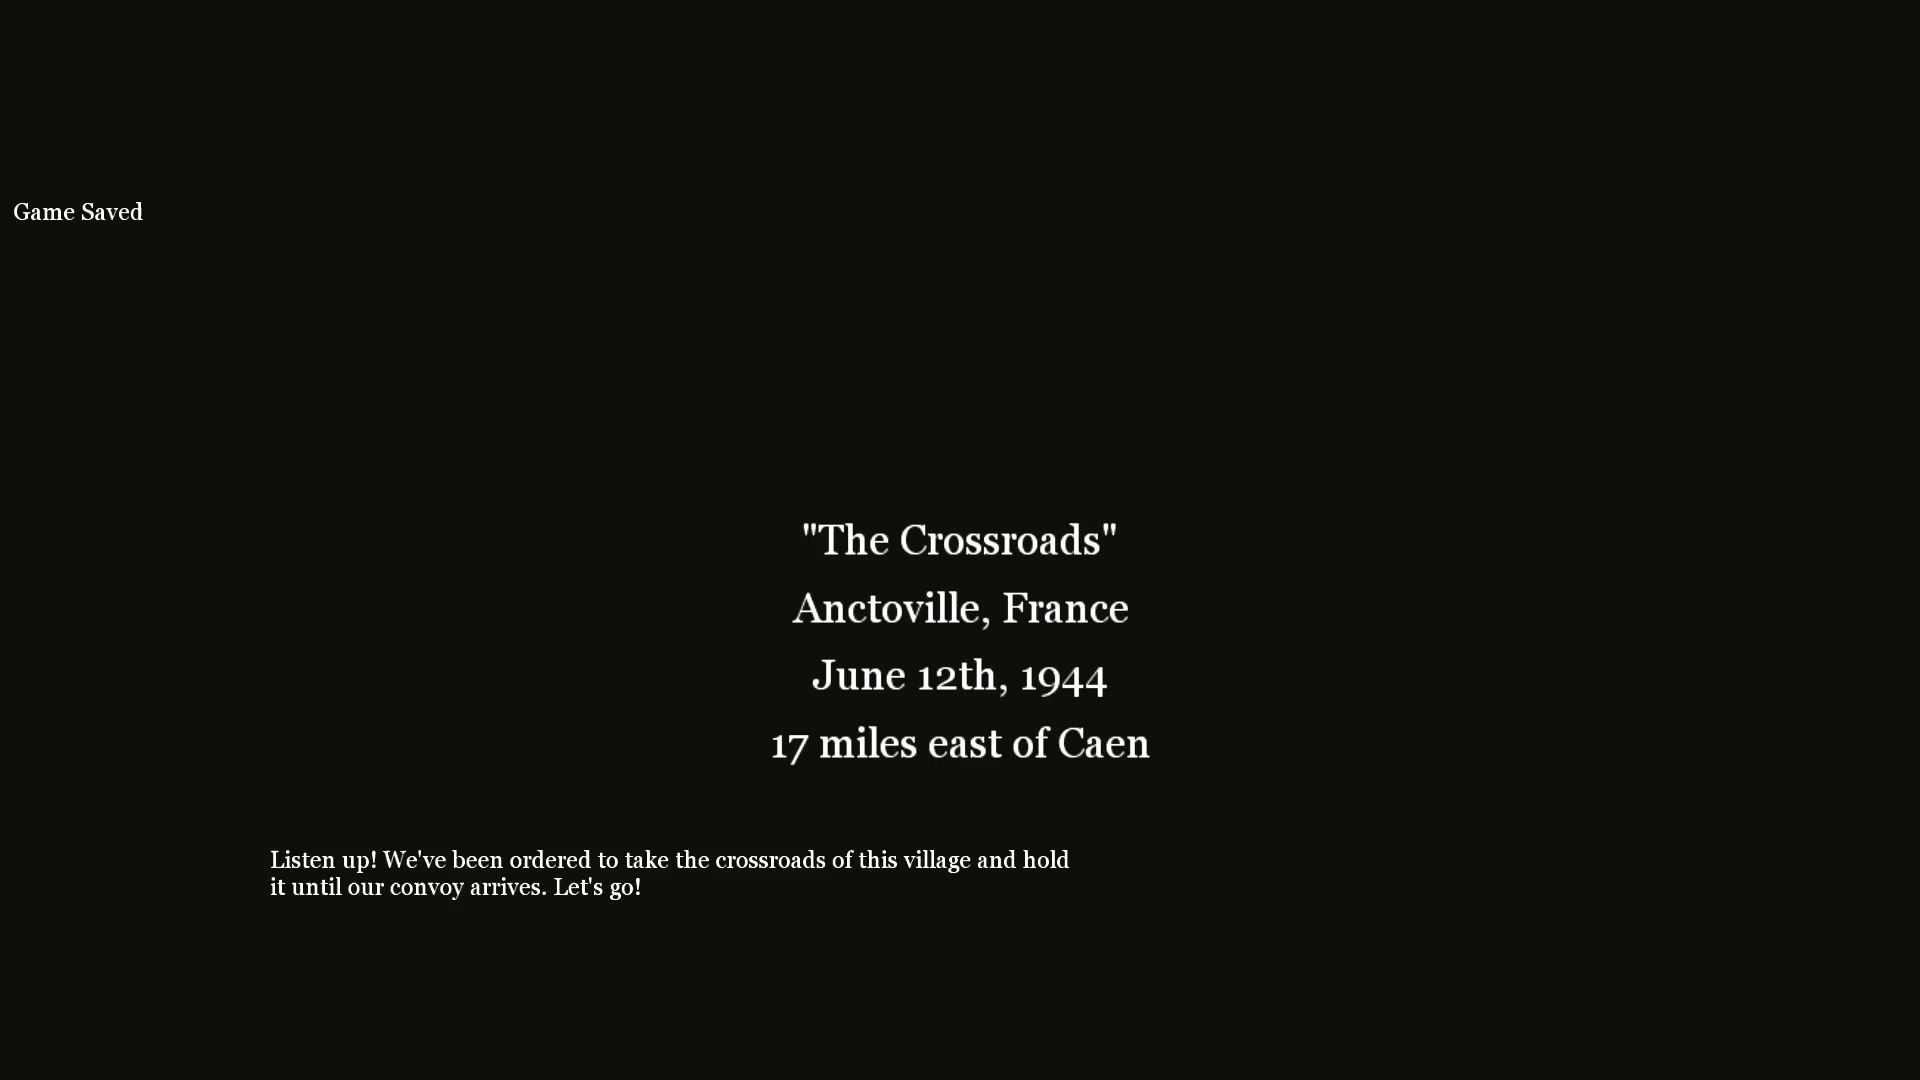 Game Saved
"The Crossroads"
Anctoville, France
June 12th, 1944
17 miles east of Caen
Listen up! We've been ordered to take the crossroads of this village and hold
it until our convoy arrives. Let's go!